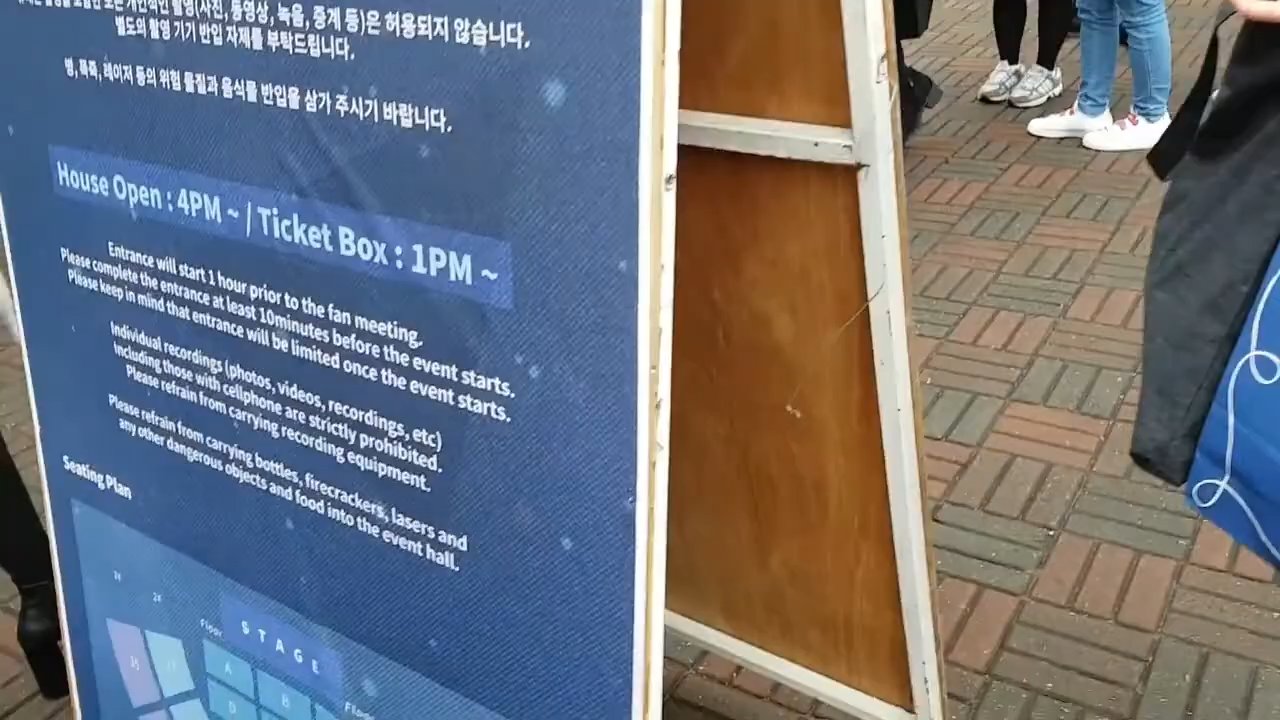 촬영(사진, 동영상, 녹음, 중계 등)은 허용되지 않습니다.
별도의 촬영 기기 반입 자제를 부탁드립니다.
병, 폭죽, 레이저 등의 위험 물질과 음식물 반입을 삼가 주시기 바랍니다.
House Open : 4PM ~ / Ticket Box : 1PM ~
Entrance will start 1 hour prior to the fan meeting.
Please complete the entrance at least 10minutes before the event starts.
Please keep in mind that entrance will be limited once the event starts.
Individual recordings (photos, videos, recordings, etc)
including those with cellphone are strictly prohibited.
Please refrain from carrying recording equipment.
Please refrain from carrying bottles, firecrackers, lasers and
any other dangerous objects and food into the event hall.
Seating Plan
Floor
STAGE
A
B
D